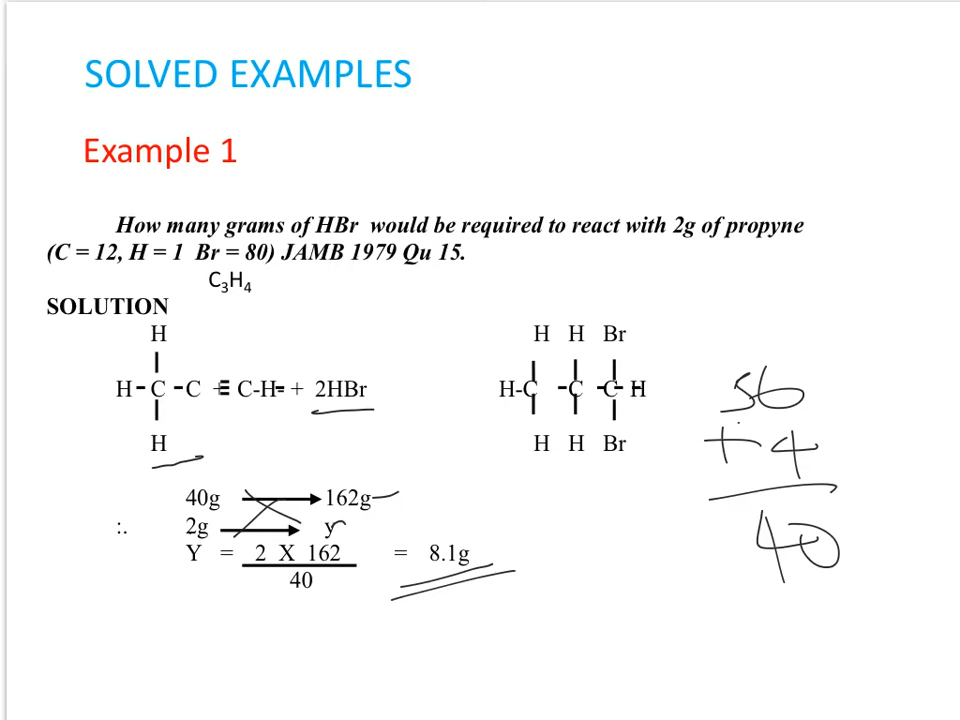 SOLVED EXAMPLES
Example 1
How many grams of HBr would be required to react with 2g of propyne
(C = 12, H = 1 Br = 80) JAMB 1979 Qu 15.
C₃H₄
SOLUTION
H H H Br
H - C - C ≡ C-H + 2HBr H-C - C - C - H
H H H Br
36
+ 4
40
40g 162g
:. 2g y
Y = 2 X 162 = 8.1g
40